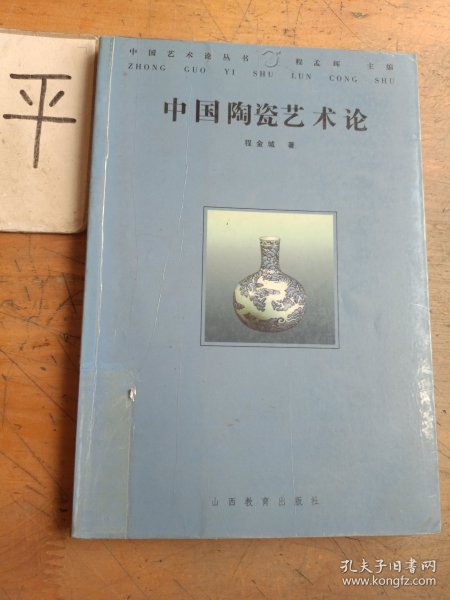 平
中国艺术论丛书 程孟辉 主编
ZHONG GUO YI SHU LUN CONG SHU
中国陶瓷艺术论
程金城 著
山西教育出版社
孔夫子旧书网
www.kongfz.com